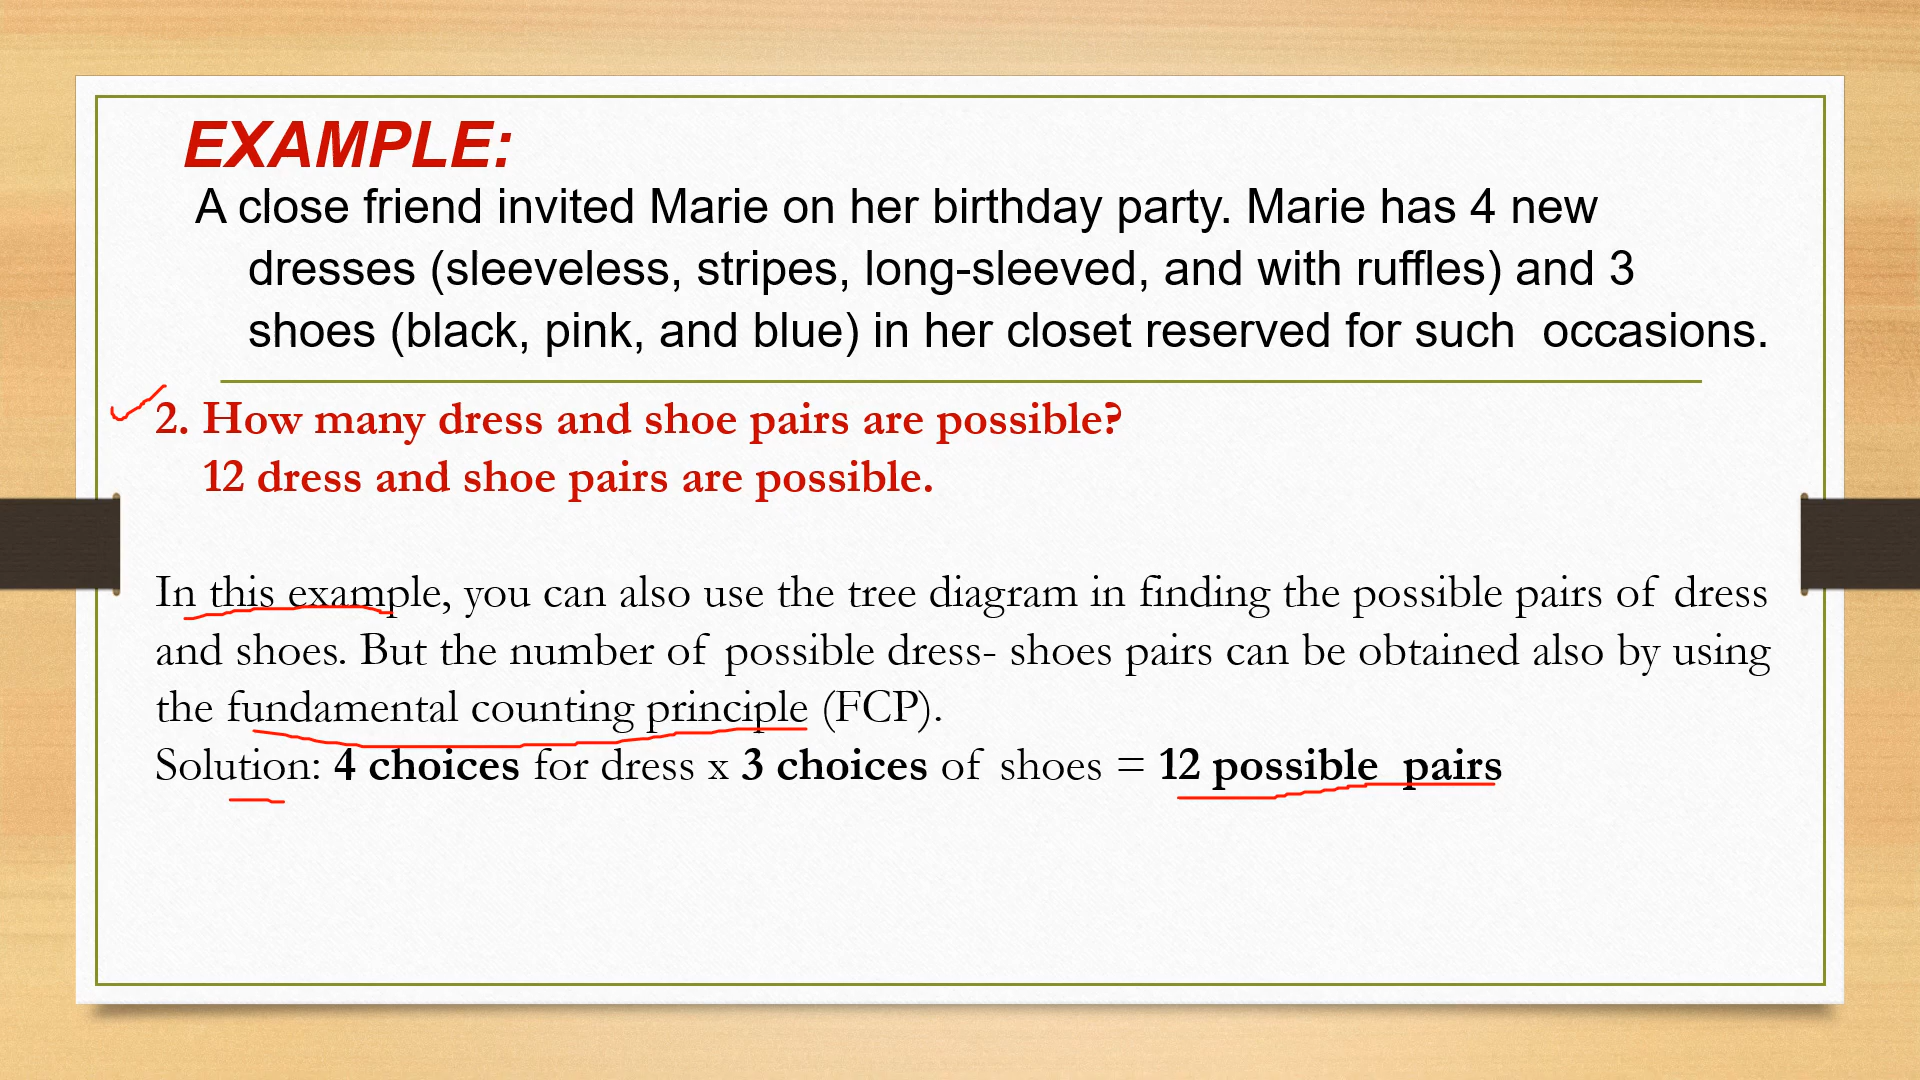 EXAMPLE:
A close friend invited Marie on her birthday party. Marie has 4 new
dresses (sleeveless, stripes, long-sleeved, and with ruffles) and 3
shoes (black, pink, and blue) in her closet reserved for such occasions.
2. How many dress and shoe pairs are possible?
12 dress and shoe pairs are possible.
In this example, you can also use the tree diagram in finding the possible pairs of dress
and shoes. But the number of possible dress- shoes pairs can be obtained also by using
the fundamental counting principle (FCP).
Solution: 4 choices for dress x 3 choices of shoes = 12 possible pairs